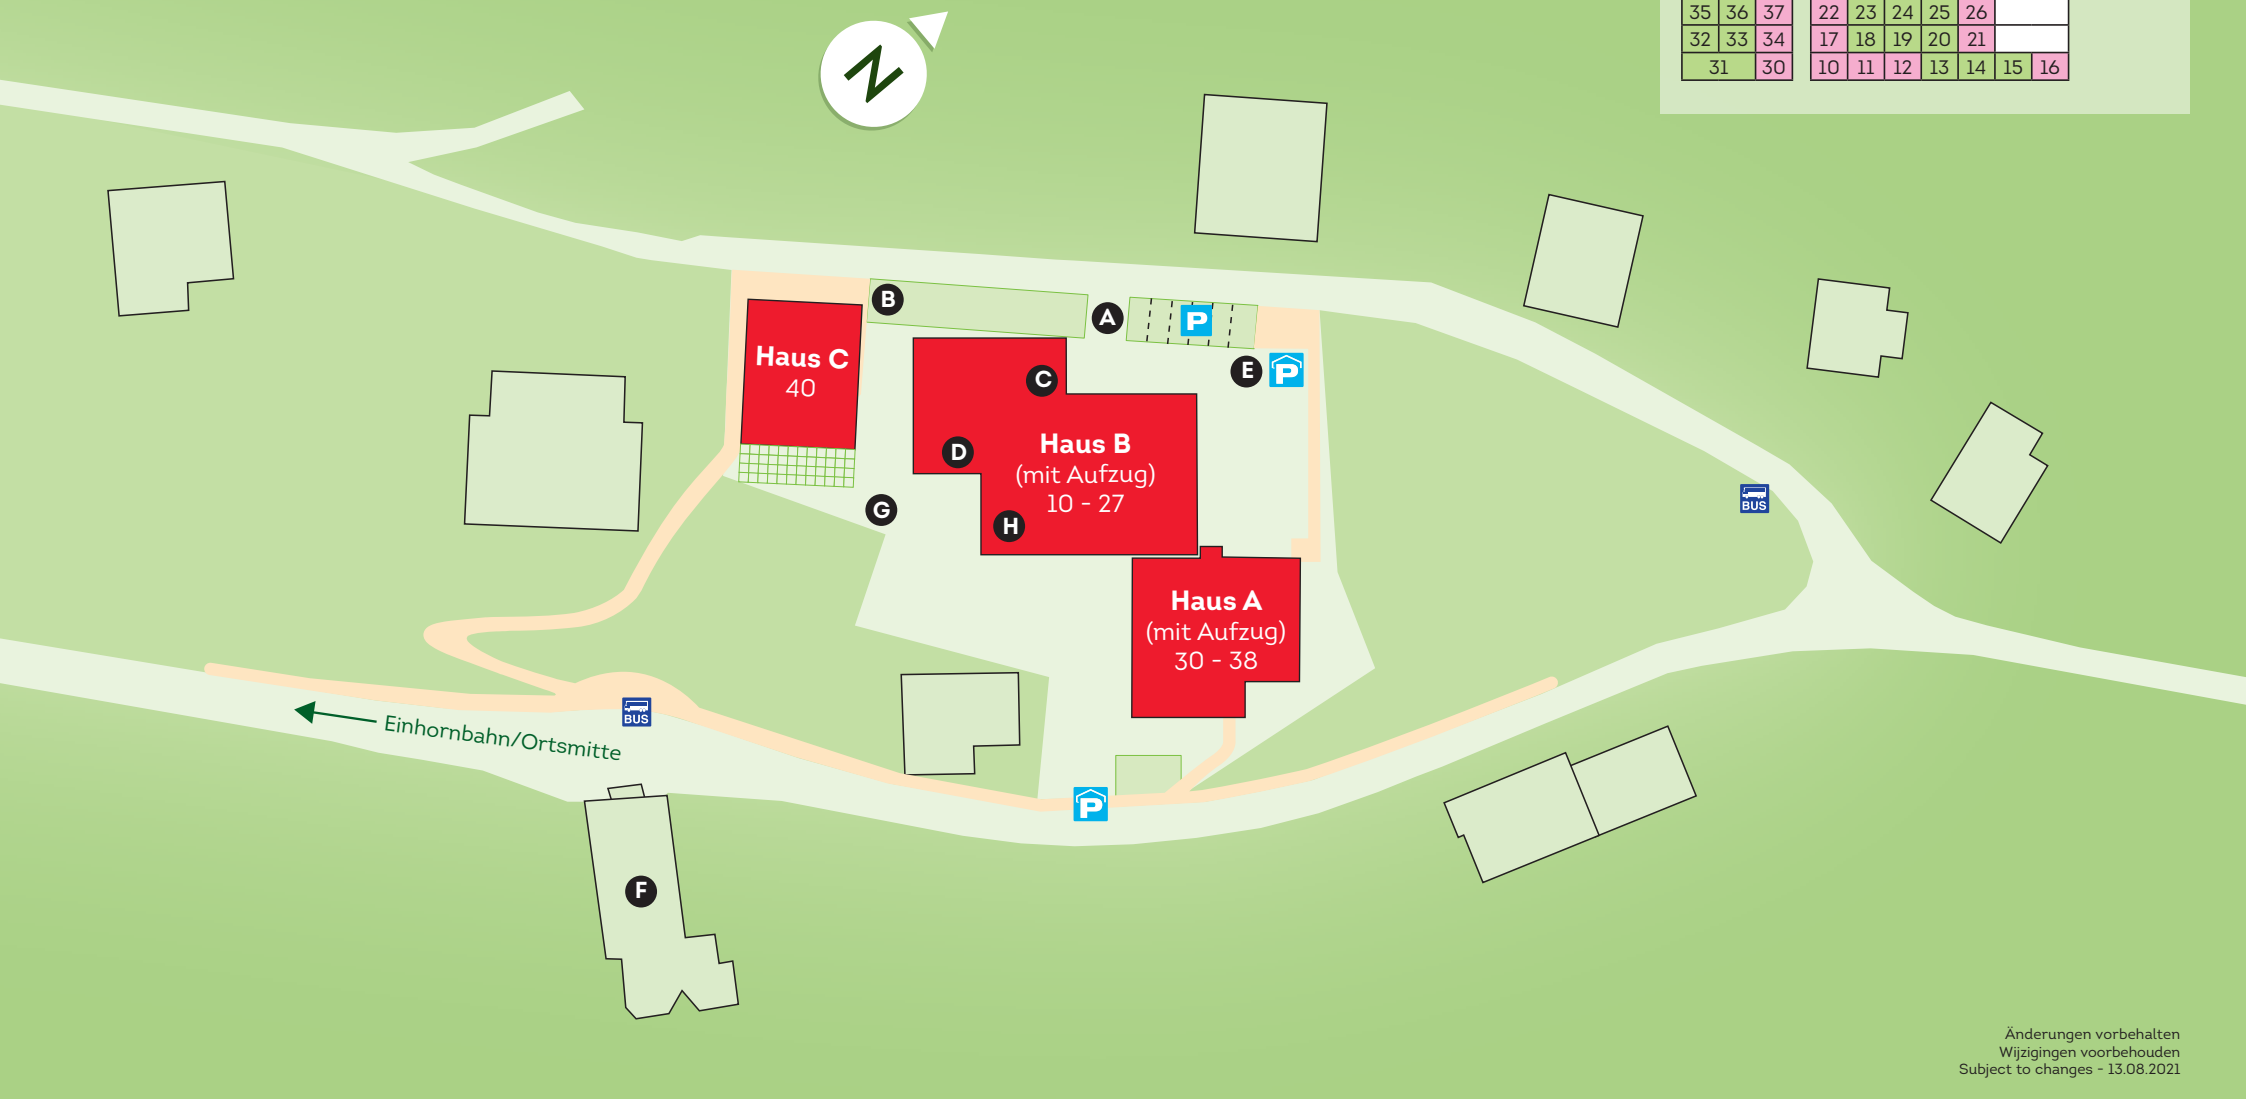 35 36 37 22 23 24 25 26
32 33 34 17 18 19 20 21
31 30 10 11 12 13 14 15 16
N
B
A
P
Haus C
40
E
P
C
Haus B
(mit Aufzug)
10 - 27
D
G
H
BUS
Haus A
(mit Aufzug)
30 - 38
BUS
Einhornbahn/Ortsmitte
P
F
Änderungen vorbehalten
Wijzigingen voorbehouden
Subject to changes - 13.08.2021